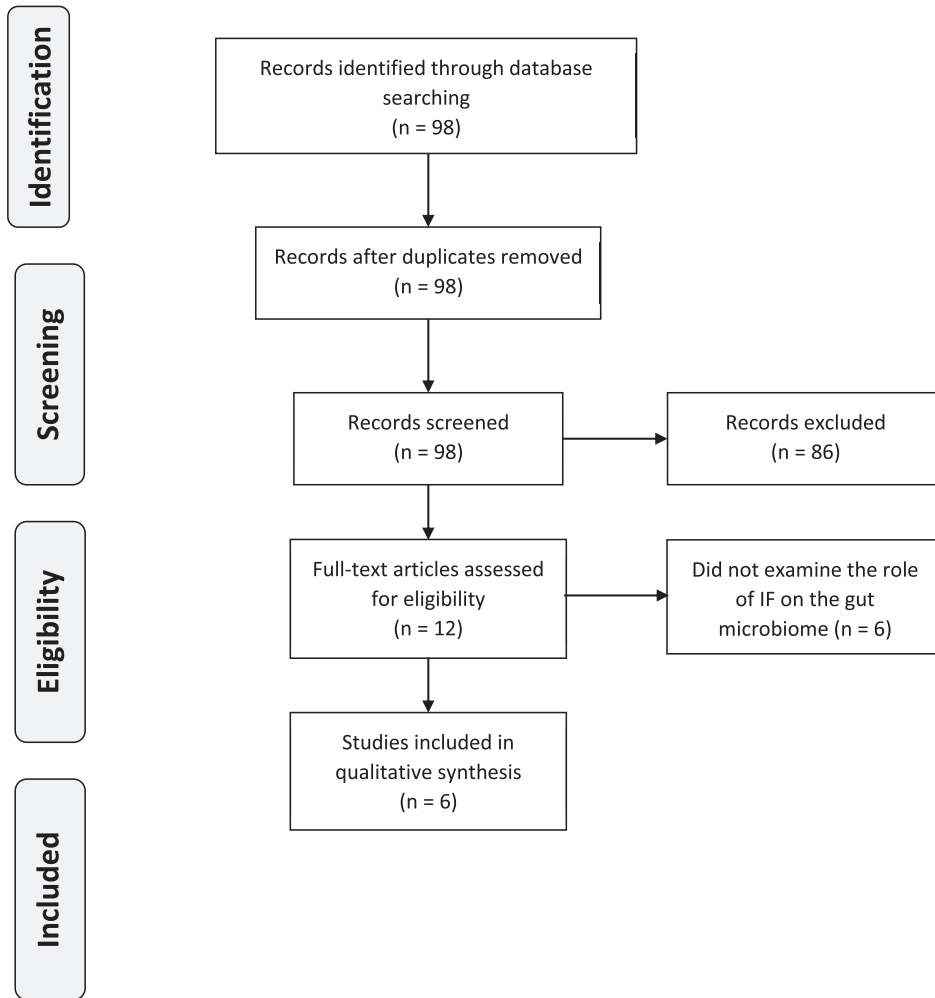 Identification
Records identified through database
searching
(n = 98)
Records after duplicates removed
(n = 98)
Screening
Records screened
(n = 98)
Records excluded
(n = 86)
Eligibility
Full-text articles assessed
for eligibility
(n = 12)
Did not examine the role
of IF on the gut
microbiome (n = 6)
Studies included in
qualitative synthesis
(n = 6)
Included